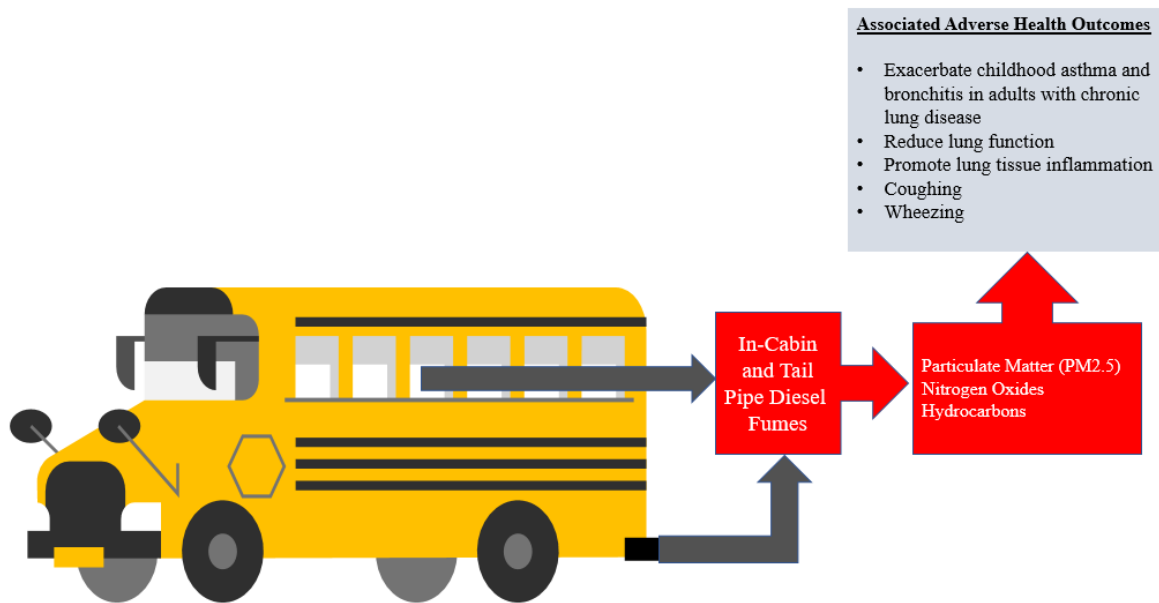 Associated Adverse Health Outcomes
• Exacerbate childhood asthma and
bronchitis in adults with chronic
lung disease
• Reduce lung function
• Promote lung tissue inflammation
• Coughing
• Wheezing
In-Cabin
and Tail
Pipe Diesel
Fumes
Particulate Matter (PM2.5)
Nitrogen Oxides
Hydrocarbons